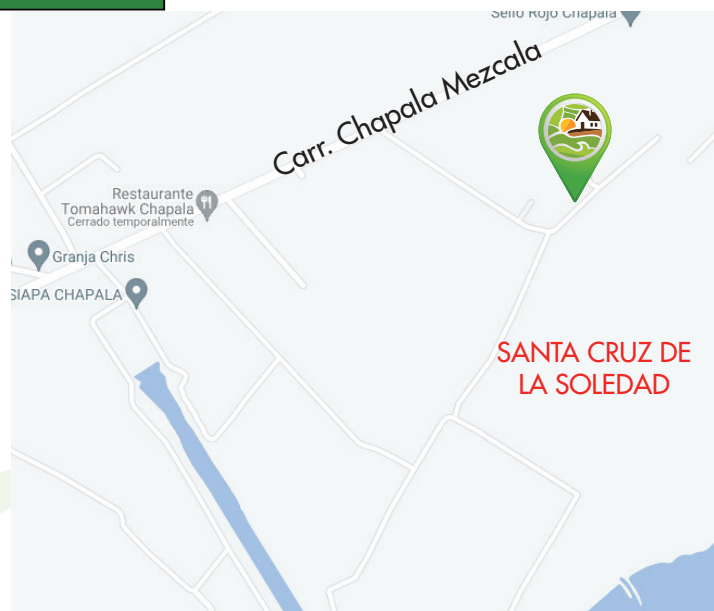 Sello Rojo Chapala
Carr. Chapala Mezcala
Restaurante
Tomahawk Chapala
Cerrado temporalmente
Granja Chris
SIAPA CHAPALA
SANTA CRUZ DE
LA SOLEDAD